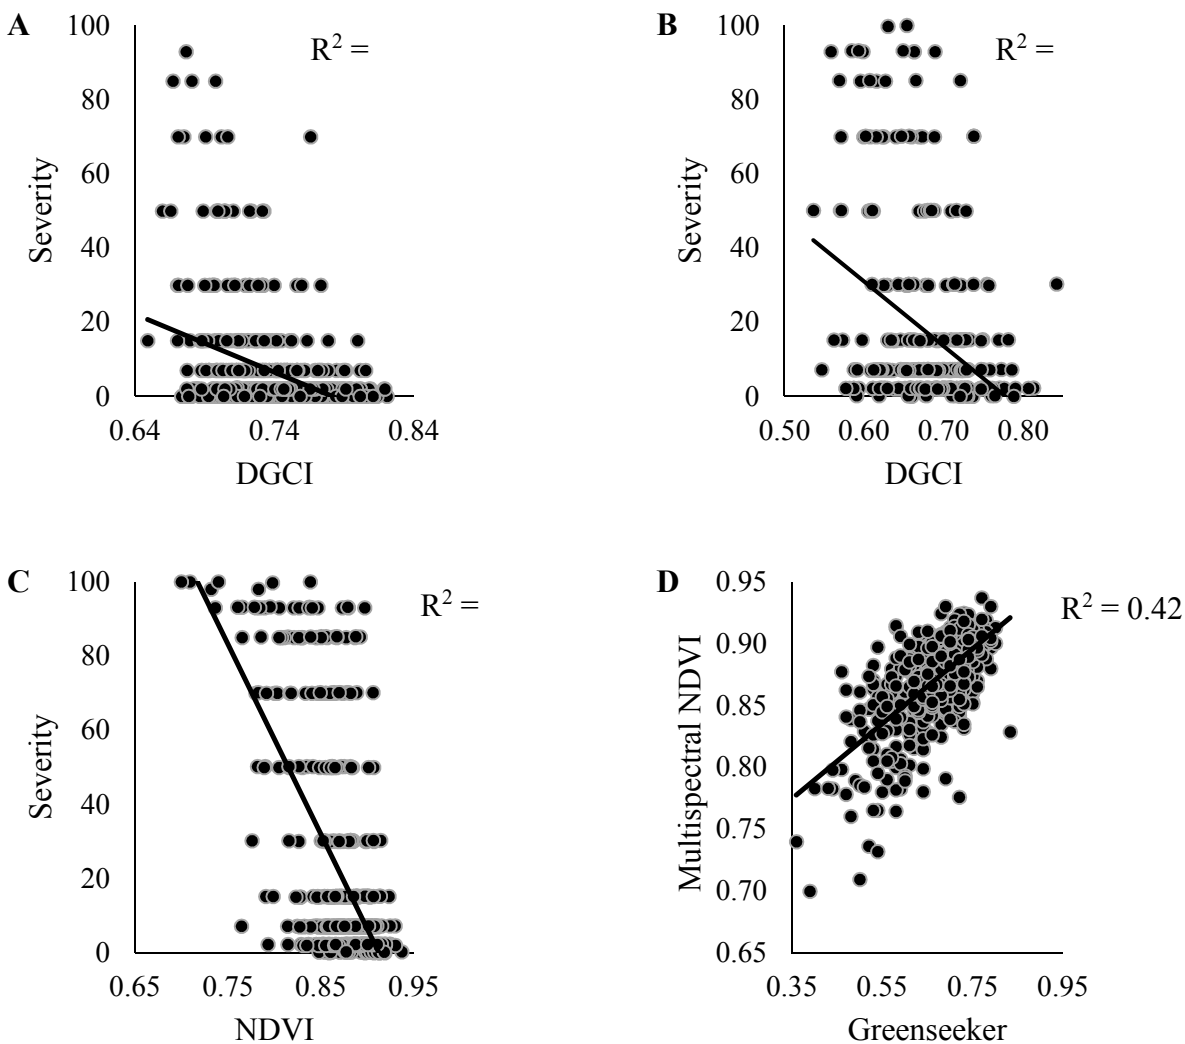 A
R² =
100
80
60
40
20
0
Severity
0.64 0.74 0.84
DGCI
B
R² =
100
80
60
40
20
0
Severity
0.50 0.60 0.70 0.80
DGCI
C
R² =
100
80
60
40
20
0
Severity
0.65 0.75 0.85 0.95
NDVI
D
R² = 0.42
0.95
0.90
0.85
0.80
0.75
0.70
0.65
Multispectral NDVI
0.35 0.55 0.75 0.95
Greenseeker